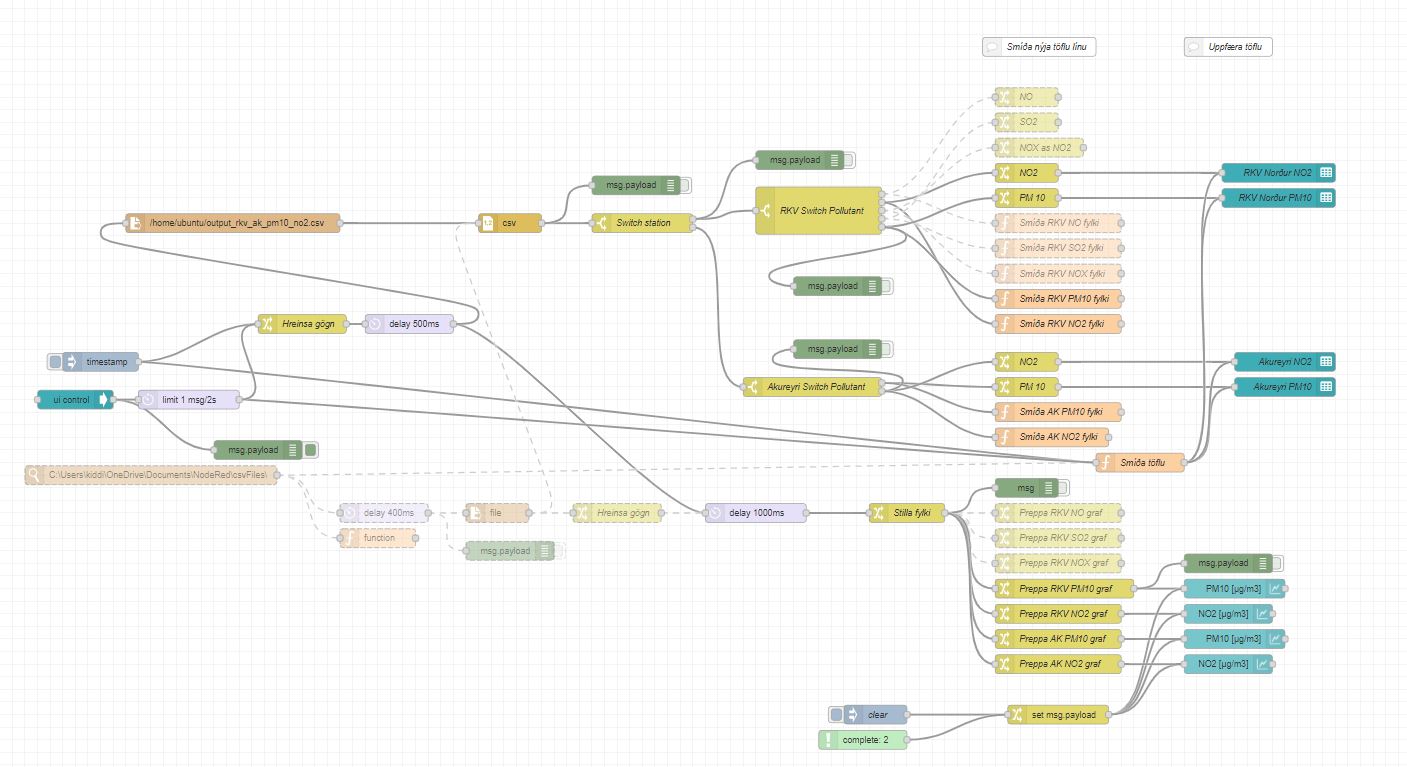 Smíða nýja töflu línu
Uppfæra töflu
NO
SO2
NOX as NO2
msg.payload
NO2
RKV Norður NO2
msg.payload
PM 10
RKV Norður PM10
/home/ubuntu/output_rkv_ak_pm10_no2.csv
csv
Switch station
RKV Switch Pollutant
Smíða RKV NO fylki
Smíða RKV SO2 fylki
Smíða RKV NOX fylki
msg.payload
Smíða RKV PM10 fylki
Hreinsa gögn
delay 500ms
Smíða RKV NO2 fylki
msg.payload
timestamp
NO2
Akureyri NO2
Akureyri Switch Pollutant
PM 10
Akureyri PM10
ui control
limit 1 msg/2s
Smíða AK PM10 fylki
Smíða AK NO2 fylki
msg.payload
Smíða töflu
C:\Users\kiddi\OneDrive\Documents\NodeRed\csvFiles\
msg
delay 400ms
file
Hreinsa gögn
delay 1000ms
Stilla fylki
Preppa RKV NO graf
function
Preppa RKV SO2 graf
msg.payload
Preppa RKV NOX graf
msg.payload
Preppa RKV PM10 graf
PM10 [µg/m3]
Preppa RKV NO2 graf
NO2 [µg/m3]
Preppa AK PM10 graf
PM10 [µg/m3]
Preppa AK NO2 graf
NO2 [µg/m3]
clear
set msg.payload
complete: 2